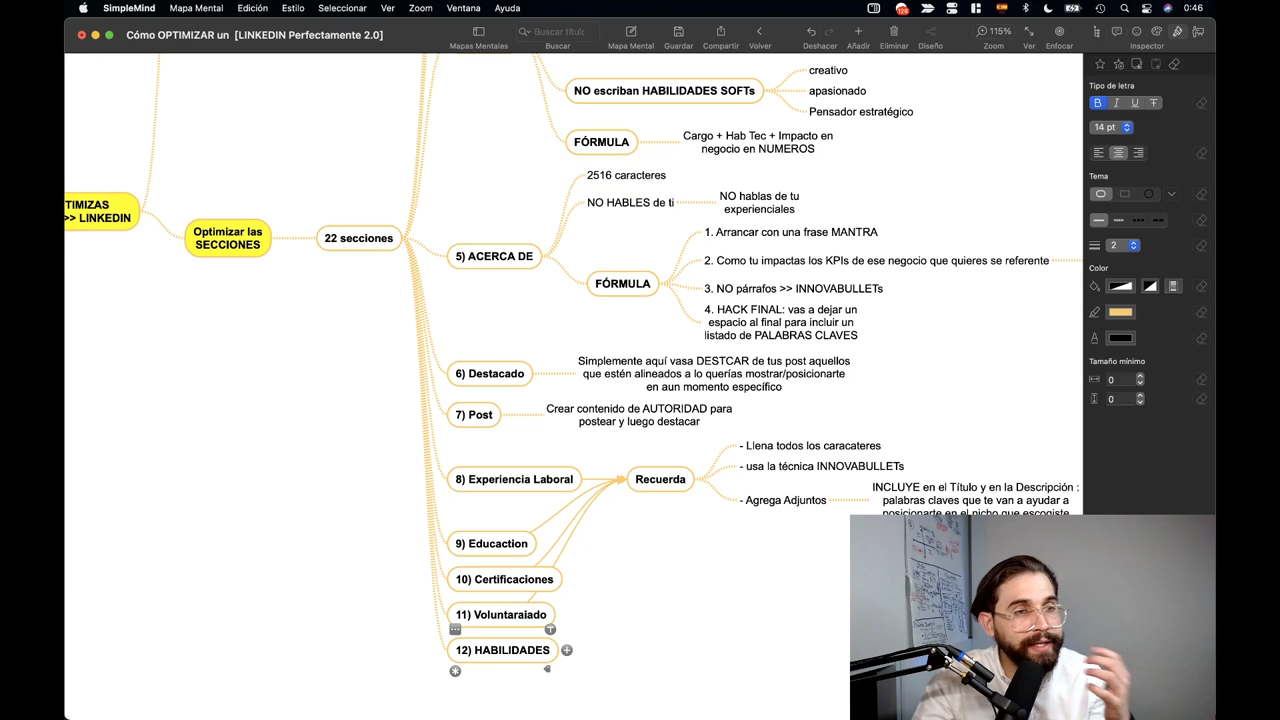 SimpleMind Mapa Mental Edición Estilo Seleccionar Ver Zoom Ventana Ayuda
0:46
Cómo OPTIMIZAR un [LINKEDIN Perfectamente 2.0]
Mapas Mentales
Buscar título
Buscar
Mapa Mental
Guardar
Compartir
Volver
Deshacer
Añadir
Eliminar
Diseño
115%
Zoom
Ver
Enfocar
Inspector
Tipo de letra
B I U T
14 pt
Tema
2
Color
Tamaño mínimo
0
0
TIMIZAS
>> LINKEDIN
Optimizar las
SECCIONES
22 secciones
NO escriban HABILIDADES SOFTs
creativo
apasionado
Pensador estratégico
FÓRMULA
Cargo + Hab Tec + Impacto en
negocio en NUMEROS
5) ACERCA DE
2516 caracteres
NO HABLES de ti
NO hablas de tu
experienciales
FÓRMULA
1. Arrancar con una frase MANTRA
2. Como tu impactas los KPIs de ese negocio que quieres se referente
3. NO párrafos >> INNOVABULLETs
4. HACK FINAL: vas a dejar un
espacio al final para incluir un
listado de PALABRAS CLAVES
6) Destacado
Simplemente aquí vasa DESTCAR de tus post aquellos
que estén alineados a lo querías mostrar/posicionarte
en aun momento específico
7) Post
Crear contenido de AUTORIDAD para
postear y luego destacar
8) Experiencia Laboral
Recuerda
- Llena todos los caracateres
- usa la técnica INNOVABULLETs
- Agrega Adjuntos
INCLUYE en el Título y en la Descripción :
palabras claves que te van a ayudar a
posicionarte en el nicho que escogiste
9) Educaction
10) Certificaciones
11) Voluntaraiado
12) HABILIDADES